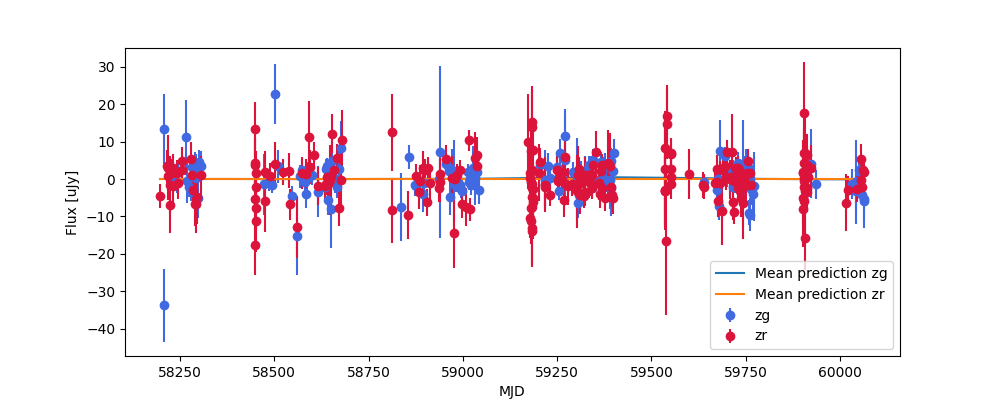 30
20
10
0
−10
−20
−30
−40
Flux [uJy]
58250 58500 58750 59000 59250 59500 59750 60000
MJD
Mean prediction zg
Mean prediction zr
zg
zr